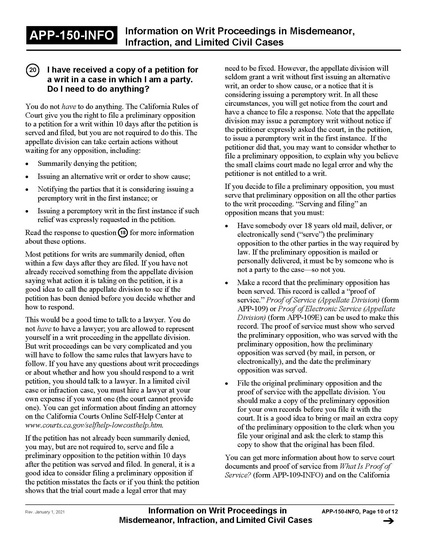 APP-150-INFO
Information on Writ Proceedings in Misdemeanor,
Infraction, and Limited Civil Cases
20 I have received a copy of a petition for
a writ in a case in which I am a party.
Do I need to do anything?
You do not have to do anything. The California Rules of
Court give you the right to file a preliminary opposition
to a petition for a writ within 10 days after the petition is
served and filed, but you are not required to do this. The
appellate division can take certain actions without
waiting for any opposition, including:
• Summarily denying the petition;
• Issuing an alternative writ or order to show cause;
• Notifying the parties that it is considering issuing a
peremptory writ in the first instance; or
• Issuing a peremptory writ in the first instance if such
relief was expressly requested in the petition.
Read the response to question 18 for more information
about these options.
Most petitions for writs are summarily denied, often
within a few days after they are filed. If you have not
already received something from the appellate division
saying what action it is taking on the petition, it is a
good idea to call the appellate division to see if the
petition has been denied before you decide whether and
how to respond.
This would be a good time to talk to a lawyer. You do
not have to have a lawyer; you are allowed to represent
yourself in a writ proceeding in the appellate division.
But writ proceedings can be very complicated and you
will have to follow the same rules that lawyers have to
follow. If you have any questions about writ proceedings
or about whether and how you should respond to a writ
petition, you should talk to a lawyer. In a limited civil
case or infraction case, you must hire a lawyer at your
own expense if you want one (the court cannot provide
one). You can get information about finding an attorney
on the California Courts Online Self-Help Center at
www.courts.ca.gov/selfhelp-lowcosthelp.htm.
If the petition has not already been summarily denied,
you may, but are not required to, serve and file a
preliminary opposition to the petition within 10 days
after the petition was served and filed. In general, it is a
good idea to consider filing a preliminary opposition if
the petition misstates the facts or if you think the petition
shows that the trial court made a legal error that may
need to be fixed. However, the appellate division will
seldom grant a writ without first issuing an alternative
writ, an order to show cause, or a notice that it is
considering issuing a peremptory writ. In all these
circumstances, you will get notice from the court and
have a chance to file a response. Note that the appellate
division may issue a peremptory writ without notice if
the petitioner expressly asked the court, in the petition,
to issue a peremptory writ in the first instance. If the
petitioner did that, you may want to consider whether to
file a preliminary opposition, to explain why you believe
the small claims court made no legal error and why the
petitioner is not entitled to a writ.
If you decide to file a preliminary opposition, you must
serve that preliminary opposition on all the other parties
to the writ proceeding. “Serving and filing” an
opposition means that you must:
• Have somebody over 18 years old mail, deliver, or
electronically send (“serve”) the preliminary
opposition to the other parties in the way required by
law. If the preliminary opposition is mailed or
personally delivered, it must be by someone who is
not a party to the case—so not you.
• Make a record that the preliminary opposition has
been served. This record is called a “proof of
service.” Proof of Service (Appellate Division) (form
APP-109) or Proof of Electronic Service (Appellate
Division) (form APP-109E) can be used to make this
record. The proof of service must show who served
the preliminary opposition, who was served with the
preliminary opposition, how the preliminary
opposition was served (by mail, in person, or
electronically), and the date the preliminary
opposition was served.
• File the original preliminary opposition and the
proof of service with the appellate division. You
should make a copy of the preliminary opposition
for your own records before you file it with the
court. It is a good idea to bring or mail an extra copy
of the preliminary opposition to the clerk when you
file your original and ask the clerk to stamp this
copy to show that the original has been filed.
You can get more information about how to serve court
documents and proof of service from What Is Proof of
Service? (form APP-109-INFO) and on the California
Rev. January 1, 2021
Information on Writ Proceedings in
Misdemeanor, Infraction, and Limited Civil Cases
APP-150-INFO, Page 10 of 12